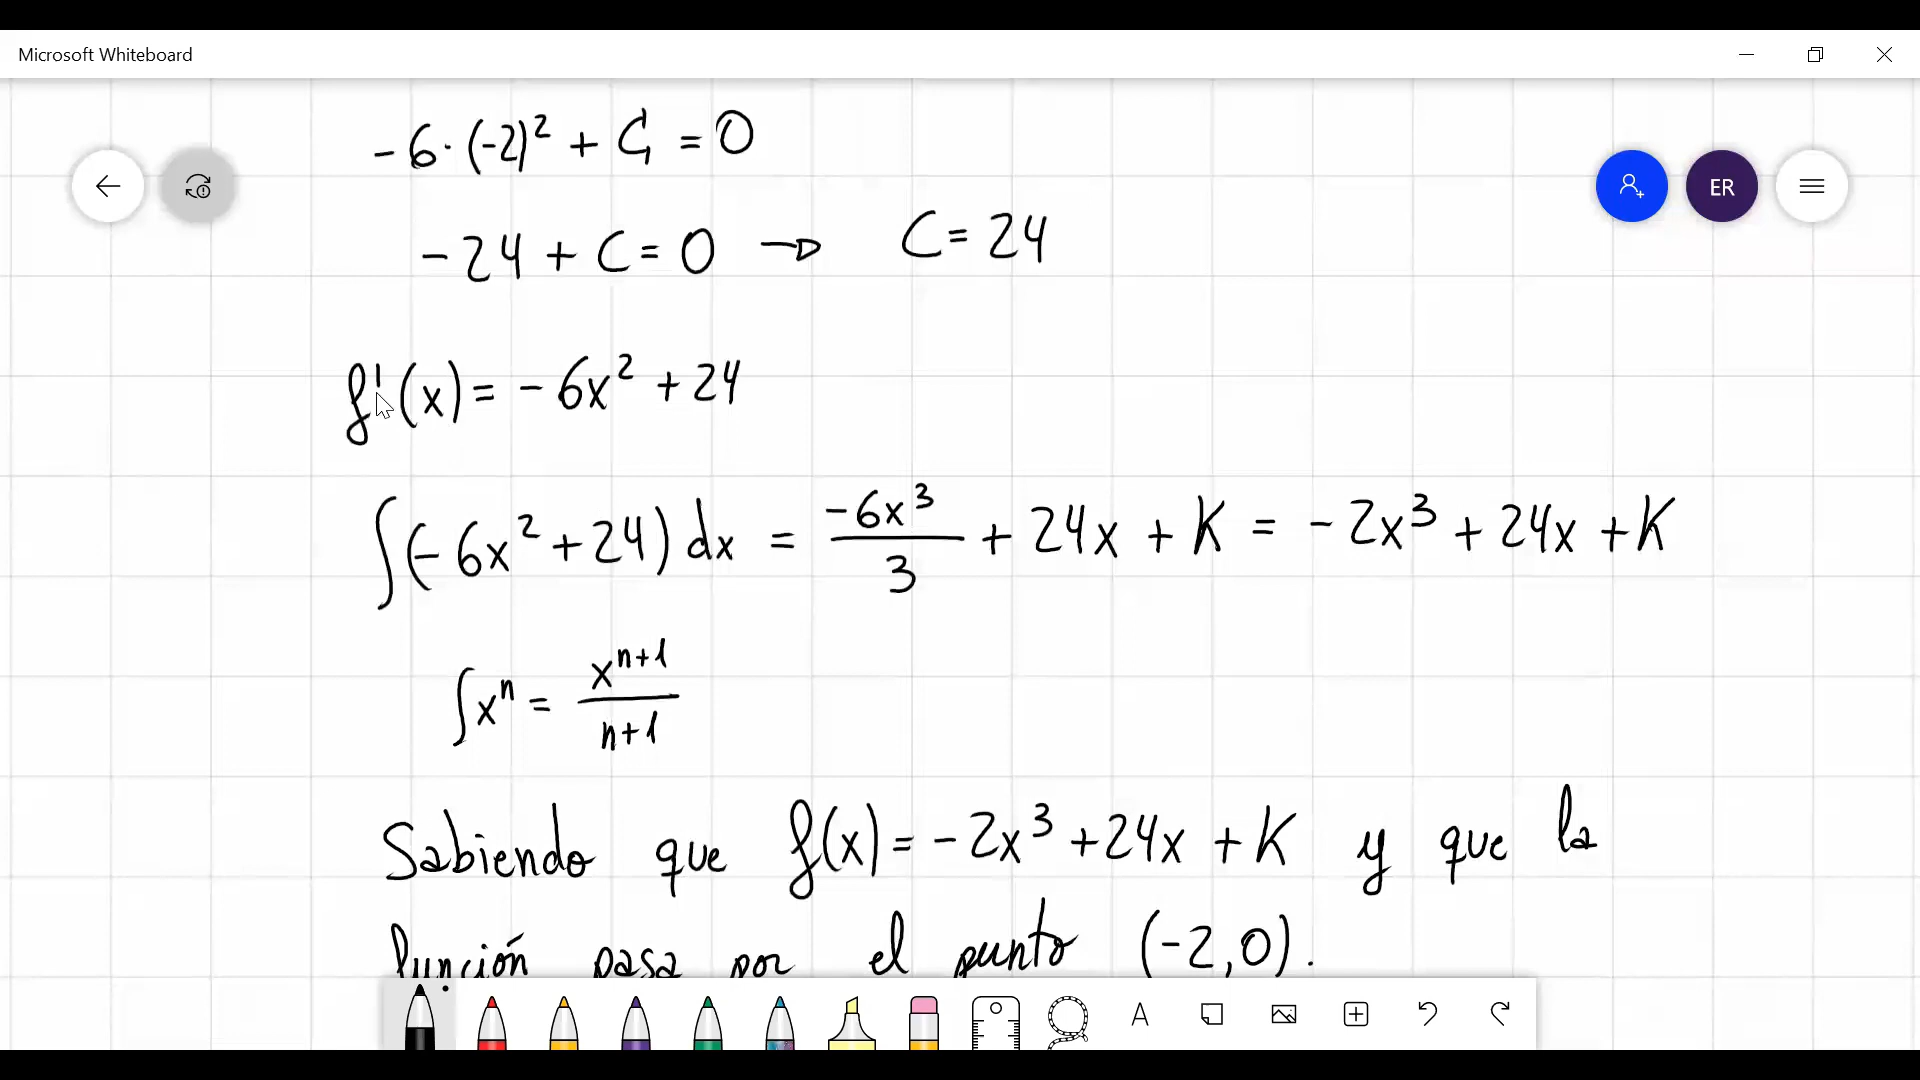 Microsoft Whiteboard
-6·(-2)² + C₁ = 0
-24 + C = 0 → C = 24
ER
f'(x) = -6x² + 24
∫(-6x² + 24) dx = -6x³/3 + 24x + K = -2x³ + 24x + K
∫xⁿ = xⁿ⁺¹/n+1
Sabiendo que f(x) = -2x³ + 24x + K y que la
función pasa por el punto (-2,0).
A